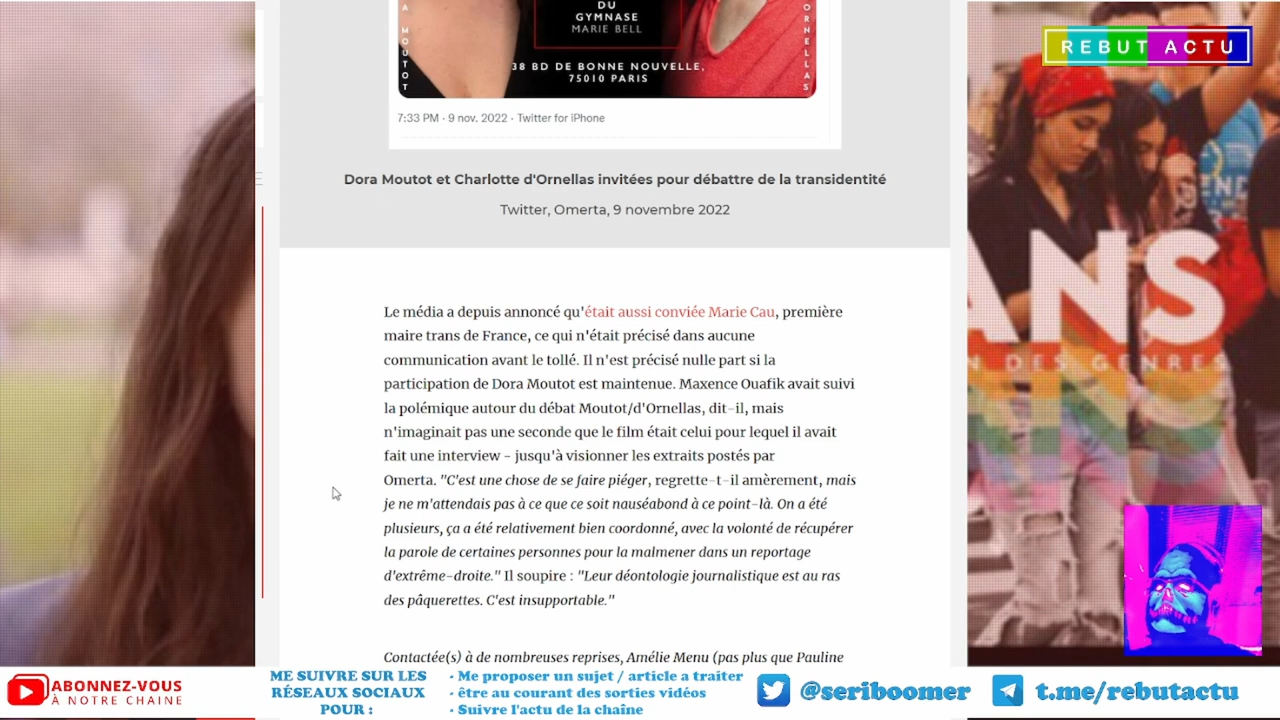 DU
GYMNASE
MARIE BELL
A MOUTOT
ORNELLAS
38 BD DE BONNE NOUVELLE,
75010 PARIS
7:33 PM · 9 nov. 2022 · Twitter for iPhone
Dora Moutot et Charlotte d'Ornellas invitées pour débattre de la transidentité
Twitter, Omerta, 9 novembre 2022
Le média a depuis annoncé qu'était aussi conviée Marie Cau, première
maire trans de France, ce qui n'était précisé dans aucune
communication avant le tollé. Il n'est précisé nulle part si la
participation de Dora Moutot est maintenue. Maxence Ouafik avait suivi
la polémique autour du débat Moutot/d'Ornellas, dit-il, mais
n'imaginait pas une seconde que le film était celui pour lequel il avait
fait une interview - jusqu'à visionner les extraits postés par
Omerta. "C'est une chose de se faire piéger, regrette-t-il amèrement, mais
je ne m'attendais pas à ce que ce soit nauséabond à ce point-là. On a été
plusieurs, ça a été relativement bien coordonné, avec la volonté de récupérer
la parole de certaines personnes pour la malmener dans un reportage
d'extrême-droite." Il soupire : "Leur déontologie journalistique est au ras
des pâquerettes. C'est insupportable."
Contactée(s) à de nombreuses reprises, Amélie Menu (pas plus que Pauline
REBUT ACTU
ANS
N DES GENRES
ABONNEZ-VOUS
À NOTRE CHAINE
ME SUIVRE SUR LES
RÉSEAUX SOCIAUX
POUR :
· Me proposer un sujet / article a traiter
· être au courant des sorties vidéos
· Suivre l'actu de la chaîne
@seriboomer
t.me/rebutactu